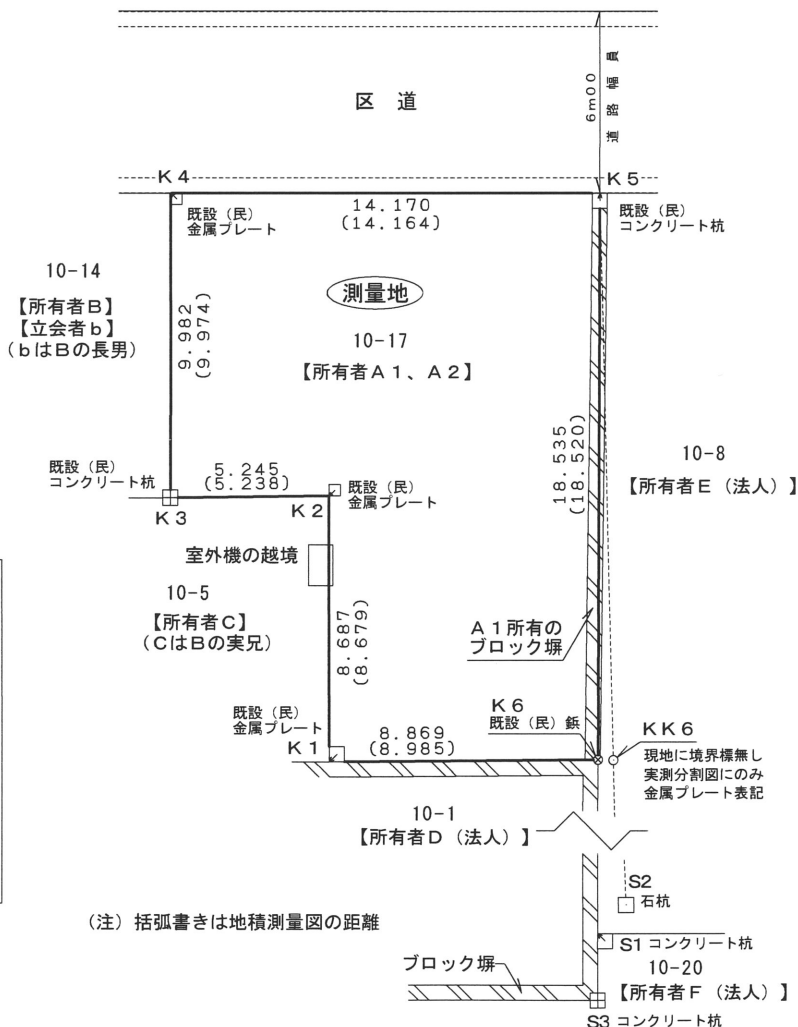 6m00
道路幅員
区 道
K4
K5
14.170
(14.164)
既設（民）
金属プレート
既設（民）
コンクリート杭
10-14
【所有者B】
【立会者b】
(bはBの長男)
9.982
(9.974)
測量地
10-17
【所有者A1、A2】
18.535
(18.520)
10-8
【所有者E（法人）】
既設（民）
コンクリート杭
5.245
(5.238)
K3
K2
既設（民）
金属プレート
室外機の越境
10-5
【所有者C】
(CはBの実兄)
8.687
(8.679)
A1所有の
ブロック塀
既設（民）
金属プレート
K1
8.869
(8.985)
K6
既設（民）鋲
KK6
現地に境界標無し
実測分割図にのみ
金属プレート表記
10-1
【所有者D（法人）】
S2
石杭
（注）括弧書きは地積測量図の距離
S1 コンクリート杭
10-20
【所有者F（法人）】
ブロック塀
S3 コンクリート杭